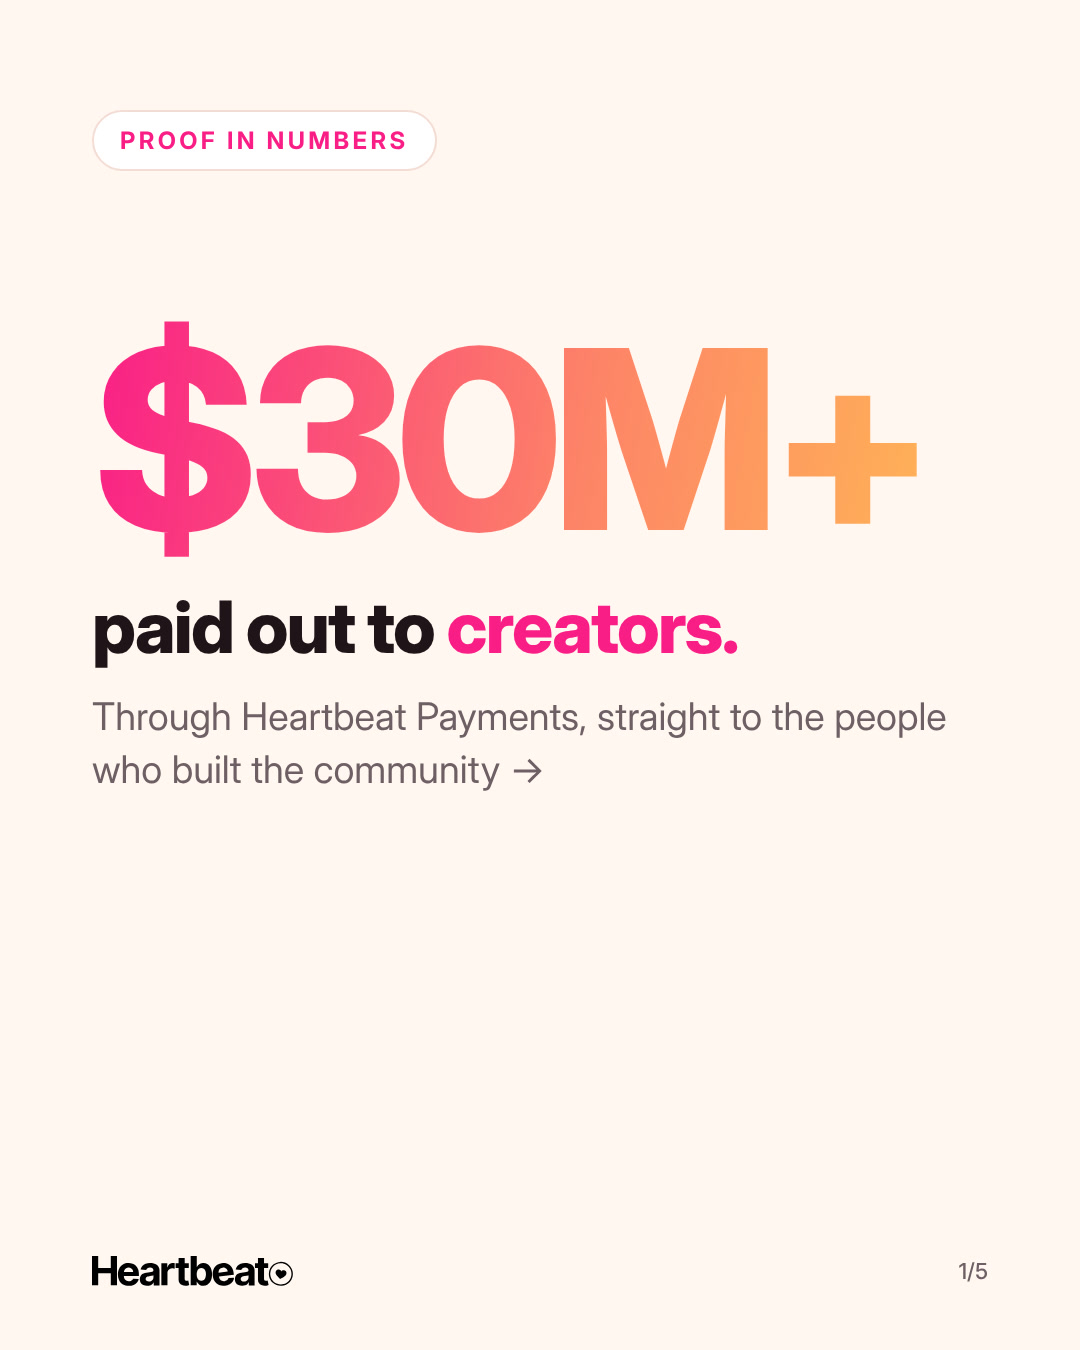 PROOF IN NUMBERS
$30M+
paid out to creators.
Through Heartbeat Payments, straight to the people
who built the community →
Heartbeat
1/5